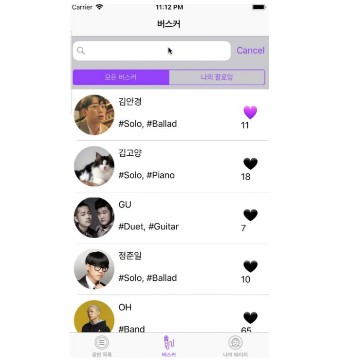 Carrier
11:12 PM
버스커
Cancel
모든 버스커
나의 팔로잉
김안경
#Solo, #Ballad
11
김고양
#Solo, #Piano
18
GU
#Duet, #Guitar
7
정준일
#Solo, #Ballad
10
OH
#Band
65
공연 목록
버스커
나의 페이지